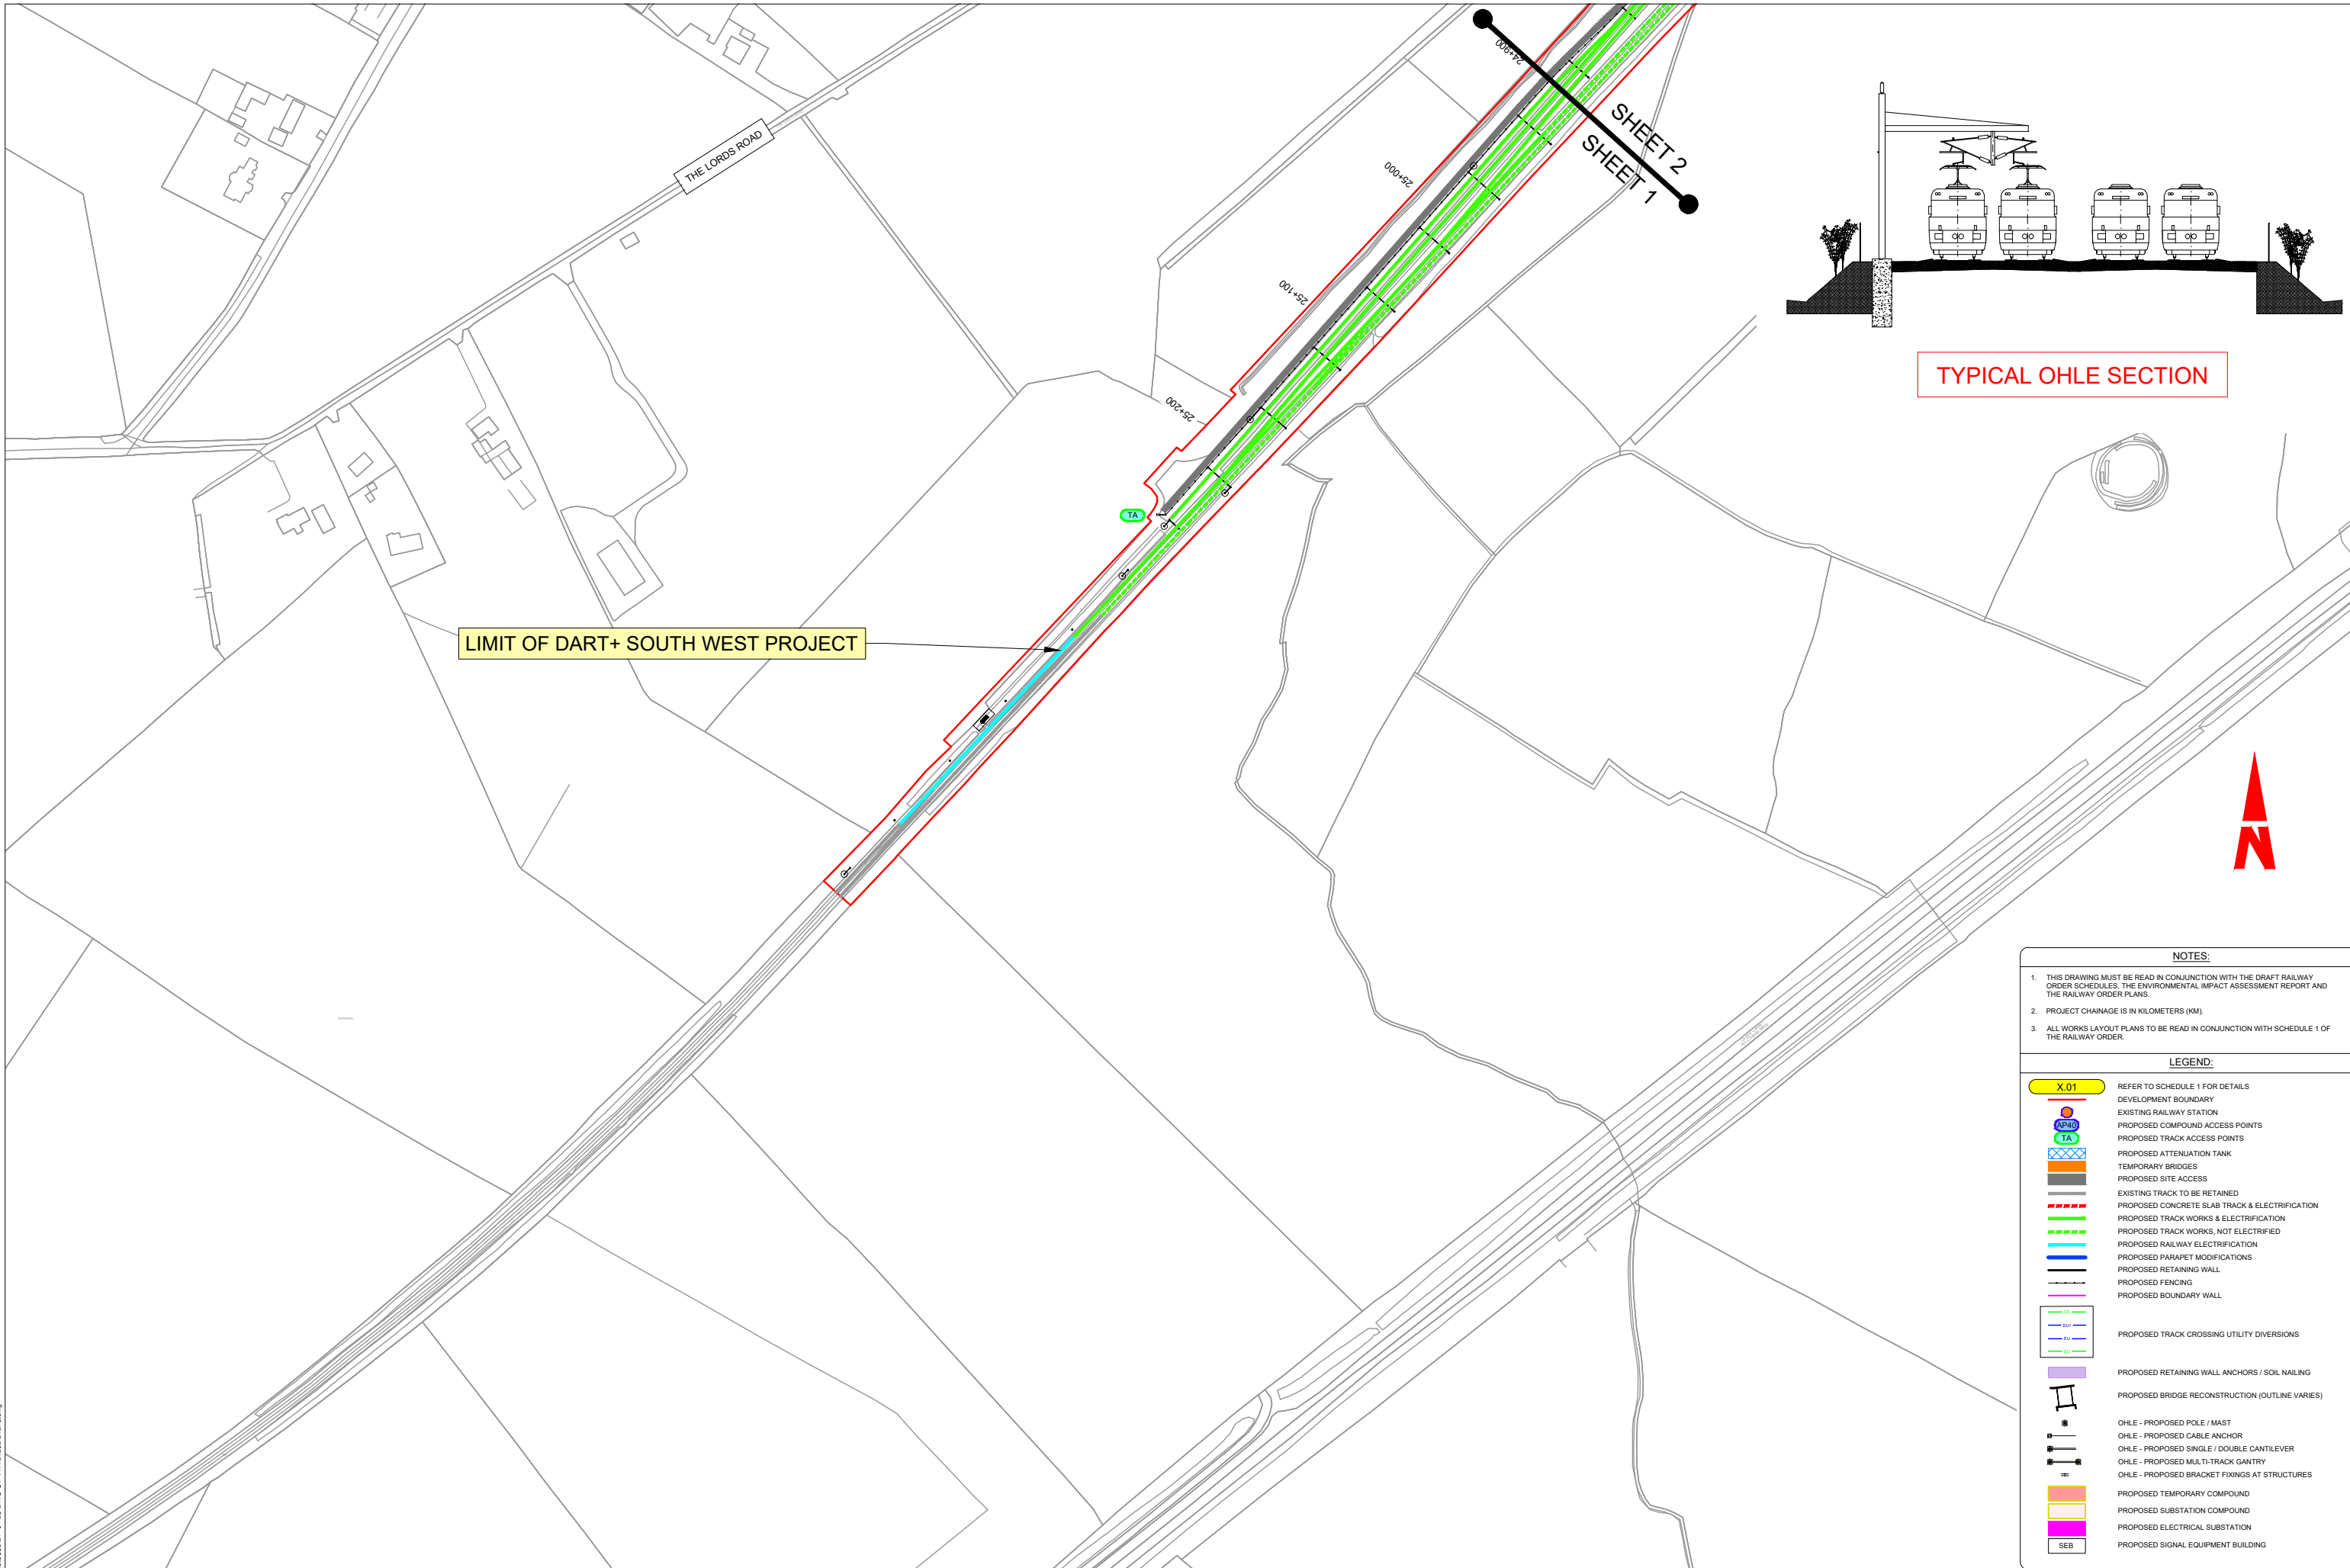 24+900
SHEET 2
SHEET 1
THE LORDS ROAD
25+000
25+100
25+200
TYPICAL OHLE SECTION
TA
LIMIT OF DART+ SOUTH WEST PROJECT
N
NOTES:
1. THIS DRAWING MUST BE READ IN CONJUNCTION WITH THE DRAFT RAILWAY
ORDER SCHEDULES, THE ENVIRONMENTAL IMPACT ASSESSMENT REPORT AND
THE RAILWAY ORDER PLANS.
2. PROJECT CHAINAGE IS IN KILOMETERS (KM).
3. ALL WORKS LAYOUT PLANS TO BE READ IN CONJUNCTION WITH SCHEDULE 1 OF
THE RAILWAY ORDER.
LEGEND:
X.01 REFER TO SCHEDULE 1 FOR DETAILS
DEVELOPMENT BOUNDARY
EXISTING RAILWAY STATION
AP40 PROPOSED COMPOUND ACCESS POINTS
TA PROPOSED TRACK ACCESS POINTS
PROPOSED ATTENUATION TANK
TEMPORARY BRIDGES
PROPOSED SITE ACCESS
EXISTING TRACK TO BE RETAINED
PROPOSED CONCRETE SLAB TRACK & ELECTRIFICATION
PROPOSED TRACK WORKS & ELECTRIFICATION
PROPOSED TRACK WORKS, NOT ELECTRIFIED
PROPOSED RAILWAY ELECTRIFICATION
PROPOSED PARAPET MODIFICATIONS
PROPOSED RETAINING WALL
PROPOSED FENCING
PROPOSED BOUNDARY WALL
PROPOSED TRACK CROSSING UTILITY DIVERSIONS
PROPOSED RETAINING WALL ANCHORS / SOIL NAILING
PROPOSED BRIDGE RECONSTRUCTION (OUTLINE VARIES)
OHLE - PROPOSED POLE / MAST
OHLE - PROPOSED CABLE ANCHOR
OHLE - PROPOSED SINGLE / DOUBLE CANTILEVER
OHLE - PROPOSED MULTI-TRACK GANTRY
OHLE - PROPOSED BRACKET FIXINGS AT STRUCTURES
PROPOSED TEMPORARY COMPOUND
PROPOSED SUBSTATION COMPOUND
PROPOSED ELECTRICAL SUBSTATION
SEB PROPOSED SIGNAL EQUIPMENT BUILDING